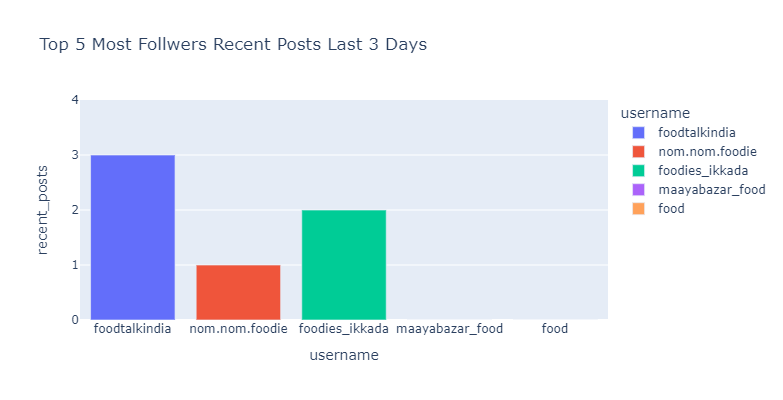 Top 5 Most Follwers Recent Posts Last 3 Days
recent_posts
4
3
2
1
0
foodtalkindia
nom.nom.foodie
foodies_ikkada
maayabazar_food
food
username
username
foodtalkindia
nom.nom.foodie
foodies_ikkada
maayabazar_food
food